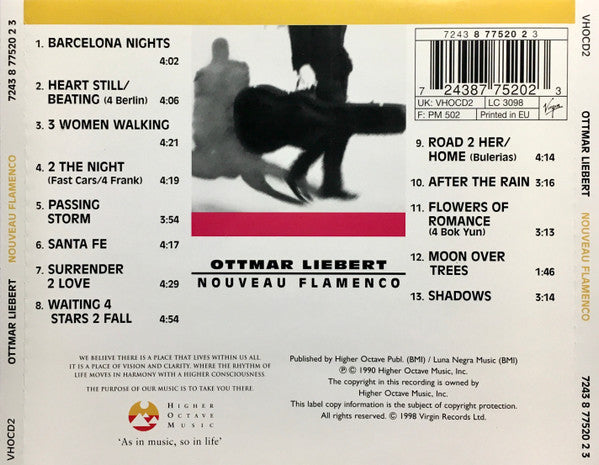 7243 8 77520 2 3
OTTMAR LIEBERT NOUVEAU FLAMENCO
VHOCD2
1. BARCELONA NIGHTS
4:02
2. HEART STILL/
BEATING (4 Berlin) 4:06
3. 3 WOMEN WALKING
4:21
4. 2 THE NIGHT
(Fast Cars/4 Frank) 4:19
5. PASSING
STORM 3:54
6. SANTA FE 4:17
7. SURRENDER
2 LOVE 4:29
8. WAITING 4
STARS 2 FALL 4:54
OTTMAR LIEBERT
NOUVEAU FLAMENCO
7243 8 77520 2 3
7 24387 75202 3
UK: VHOCD2 LC 3098
F: PM 502 Printed in EU
Virgin
9. ROAD 2 HER/
HOME (Bulerias) 4:14
10. AFTER THE RAIN 3:16
11. FLOWERS OF
ROMANCE
(4 Bok Yun) 3:13
12. MOON OVER
TREES 1:46
13. SHADOWS 3:14
WE BELIEVE THERE IS A PLACE THAT LIVES WITHIN US ALL.
IT IS A PLACE OF VISION AND CLARITY. WHERE THE RHYTHM OF
LIFE MOVES IN HARMONY WITH A HIGHER CONSCIOUSNESS.
THE PURPOSE OF OUR MUSIC IS TO TAKE YOU THERE.
HIGHER
OCTAVE
MUSIC
'As in music, so in life'
Published by Higher Octave Publ. (BMI) / Luna Negra Music (BMI)
℗ © 1990 Higher Octave Music, Inc.
The copyright in this recording is owned by
Higher Octave Music, Inc.
This label copy information is the subject of copyright protection.
All rights reserved. © 1998 Virgin Records Ltd.
VHOCD2
OTTMAR LIEBERT NOUVEAU FLAMENCO
7243 8 77520 2 3